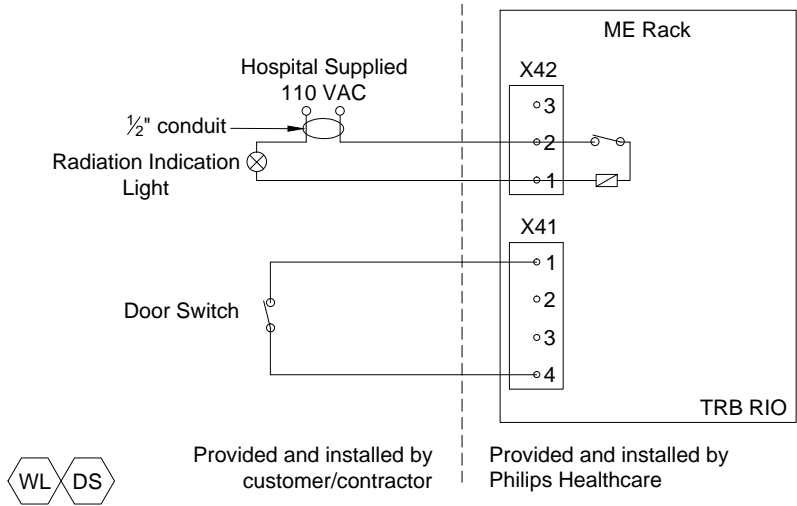 ME Rack
Hospital Supplied
110 VAC
X42
3
½" conduit
2
Radiation Indication
Light
1
X41
1
2
Door Switch
3
4
TRB RIO
Provided and installed by
customer/contractor
Provided and installed by
Philips Healthcare
WL
DS